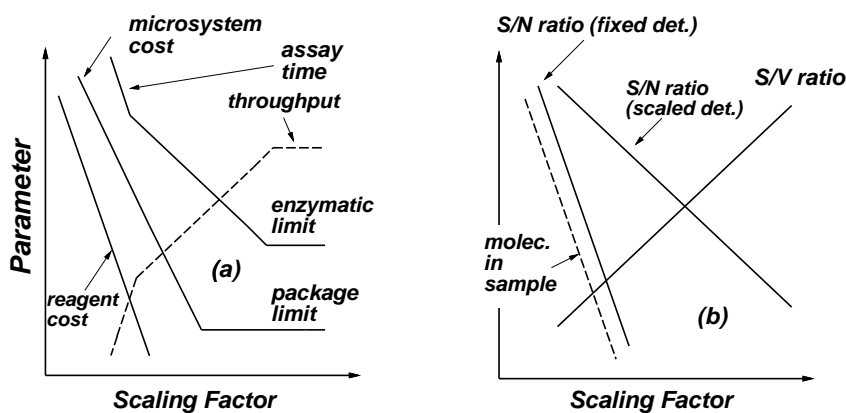 microsystem
cost
assay
time
throughput
Parameter
enzymatic
limit
(a)
package
limit
reagent
cost
Scaling Factor
S/N ratio (fixed det.)
S/N ratio
(scaled det.)
S/V ratio
molec.
in
sample
(b)
Scaling Factor